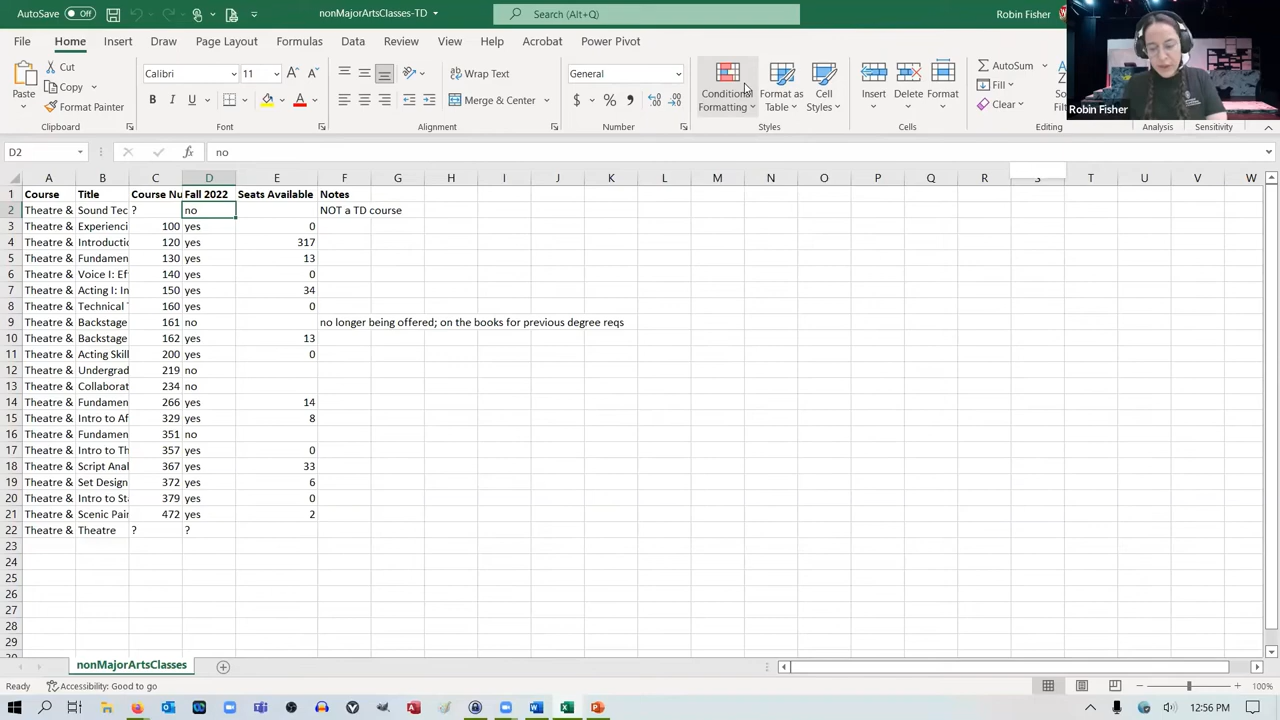 AutoSave Off nonMajorArtsClasses-TD Search (Alt+Q) Robin Fisher
File Home Insert Draw Page Layout Formulas Data Review View Help Acrobat Power Pivot
Paste Cut Copy Format Painter Clipboard
Calibri 11 B I U Font
Wrap Text Merge & Center Alignment
General $ % Number
Conditional Formatting Format as Table Cell Styles Styles
Insert Delete Format Cells
AutoSum Fill Clear Editing
Analysis Sensitivity
Robin Fisher
D2 fx no
A B C D E F G H I J K L M N O P Q R S T U V W
1 Course Title Course Nu Fall 2022 Seats Available Notes
2 Theatre & Sound Tec ? no NOT a TD course
3 Theatre & Experienci 100 yes 0
4 Theatre & Introductic 120 yes 317
5 Theatre & Fundamen 130 yes 13
6 Theatre & Voice I: Ef 140 yes 0
7 Theatre & Acting I: In 150 yes 34
8 Theatre & Technical T 160 yes 0
9 Theatre & Backstage 161 no no longer being offered; on the books for previous degree reqs
10 Theatre & Backstage 162 yes 13
11 Theatre & Acting Skill 200 yes 0
12 Theatre & Undergrad 219 no
13 Theatre & Collaborat 234 no
14 Theatre & Fundamen 266 yes 14
15 Theatre & Intro to Af 329 yes 8
16 Theatre & Fundamen 351 no
17 Theatre & Intro to Th 357 yes 0
18 Theatre & Script Anal 367 yes 33
19 Theatre & Set Design 372 yes 6
20 Theatre & Intro to Sta 379 yes 0
21 Theatre & Scenic Pain 472 yes 2
22 Theatre & Theatre ? ?
23
24
25
26
27
28
29
nonMajorArtsClasses
Ready Accessibility: Good to go 100%
12:56 PM